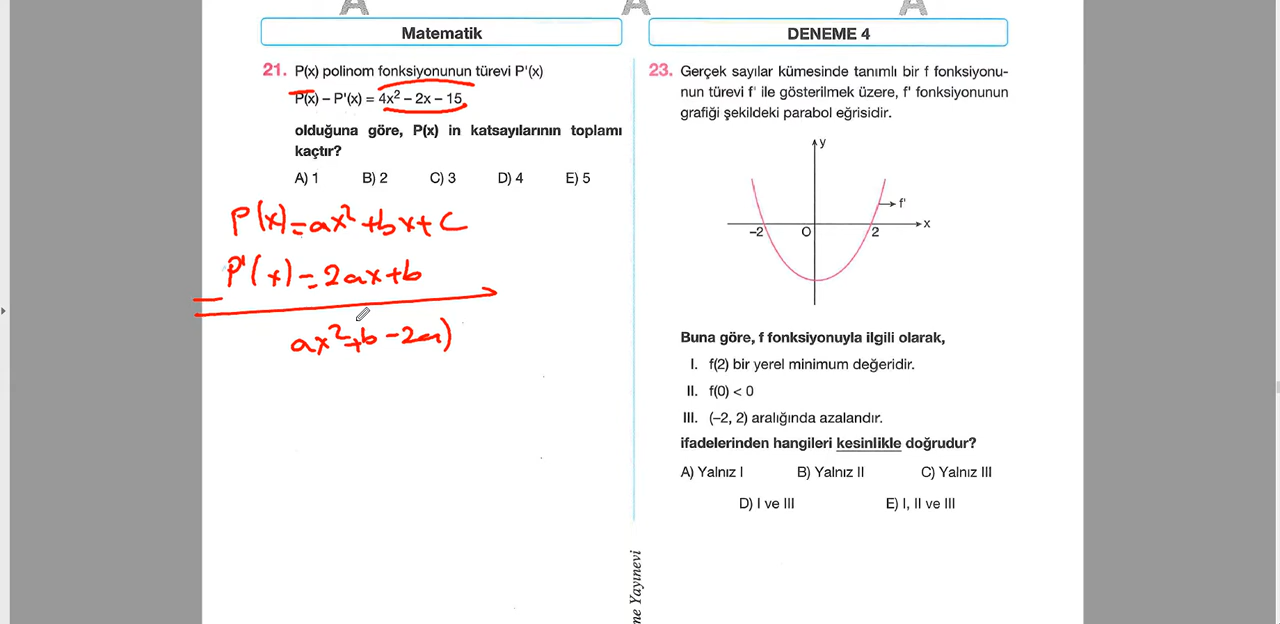 A A A
Matematik
21. P(x) polinom fonksiyonunun türevi P'(x)
P(x) – P'(x) = 4x² – 2x – 15
olduğuna göre, P(x) in katsayılarının toplamı
kaçtır?
A) 1 B) 2 C) 3 D) 4 E) 5
P(x)=ax²+bx+c
P'(x)=2ax+b
ax²+b-2a)
DENEME 4
23. Gerçek sayılar kümesinde tanımlı bir f fonksiyonu-
nun türevi f' ile gösterilmek üzere, f' fonksiyonunun
grafiği şekildeki parabol eğrisidir.
y
f'
x
–2 O 2
Buna göre, f fonksiyonuyla ilgili olarak,
I. f(2) bir yerel minimum değeridir.
II. f(0) < 0
III. (–2, 2) aralığında azalandır.
ifadelerinden hangileri kesinlikle doğrudur?
A) Yalnız I B) Yalnız II C) Yalnız III
D) I ve III E) I, II ve III
ne Yayınevi